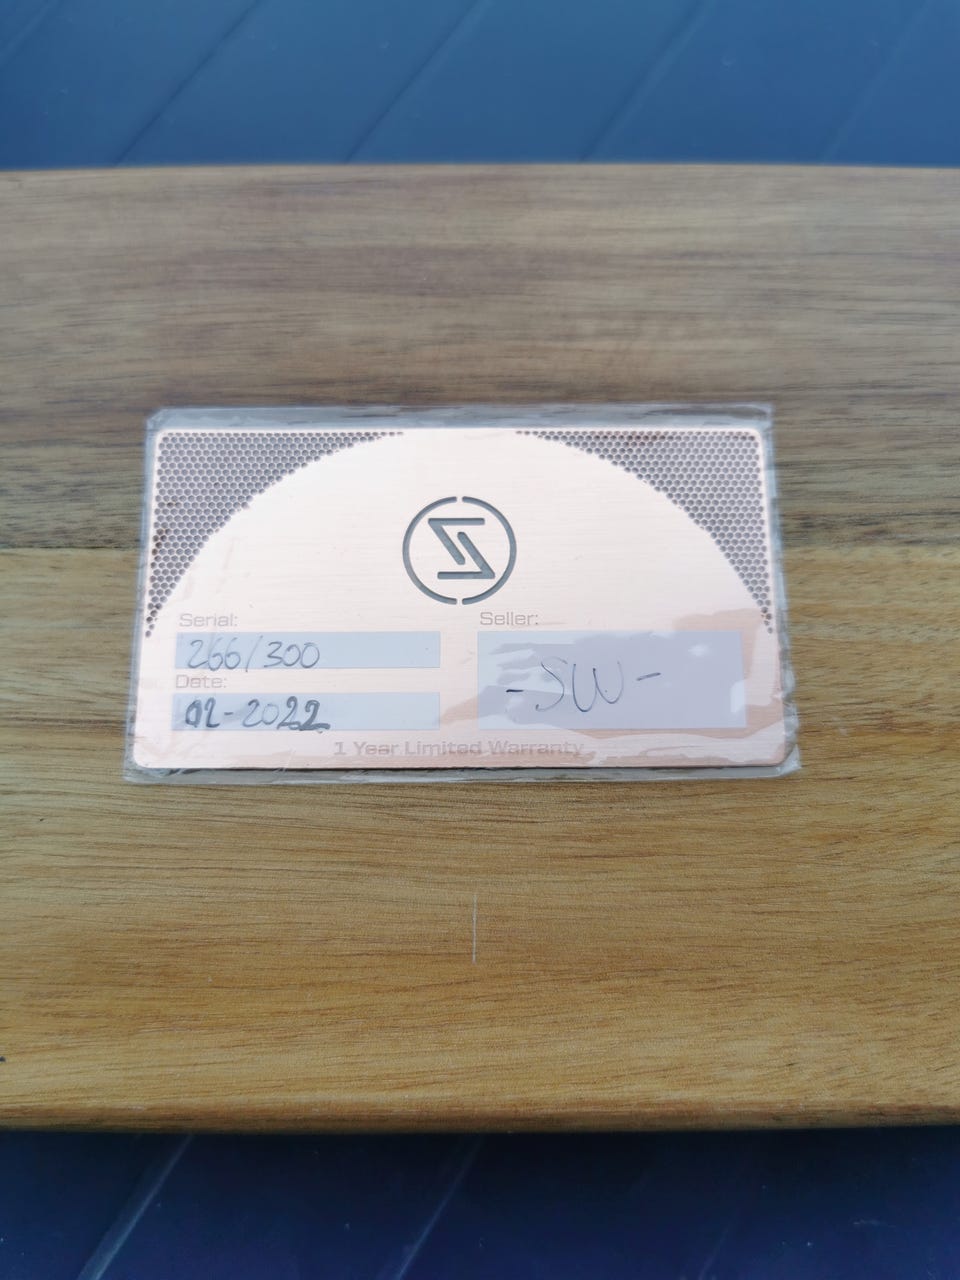 Serial:
266/300
Date:
02-2022
Seller:
-SW-
1 Year Limited Warranty